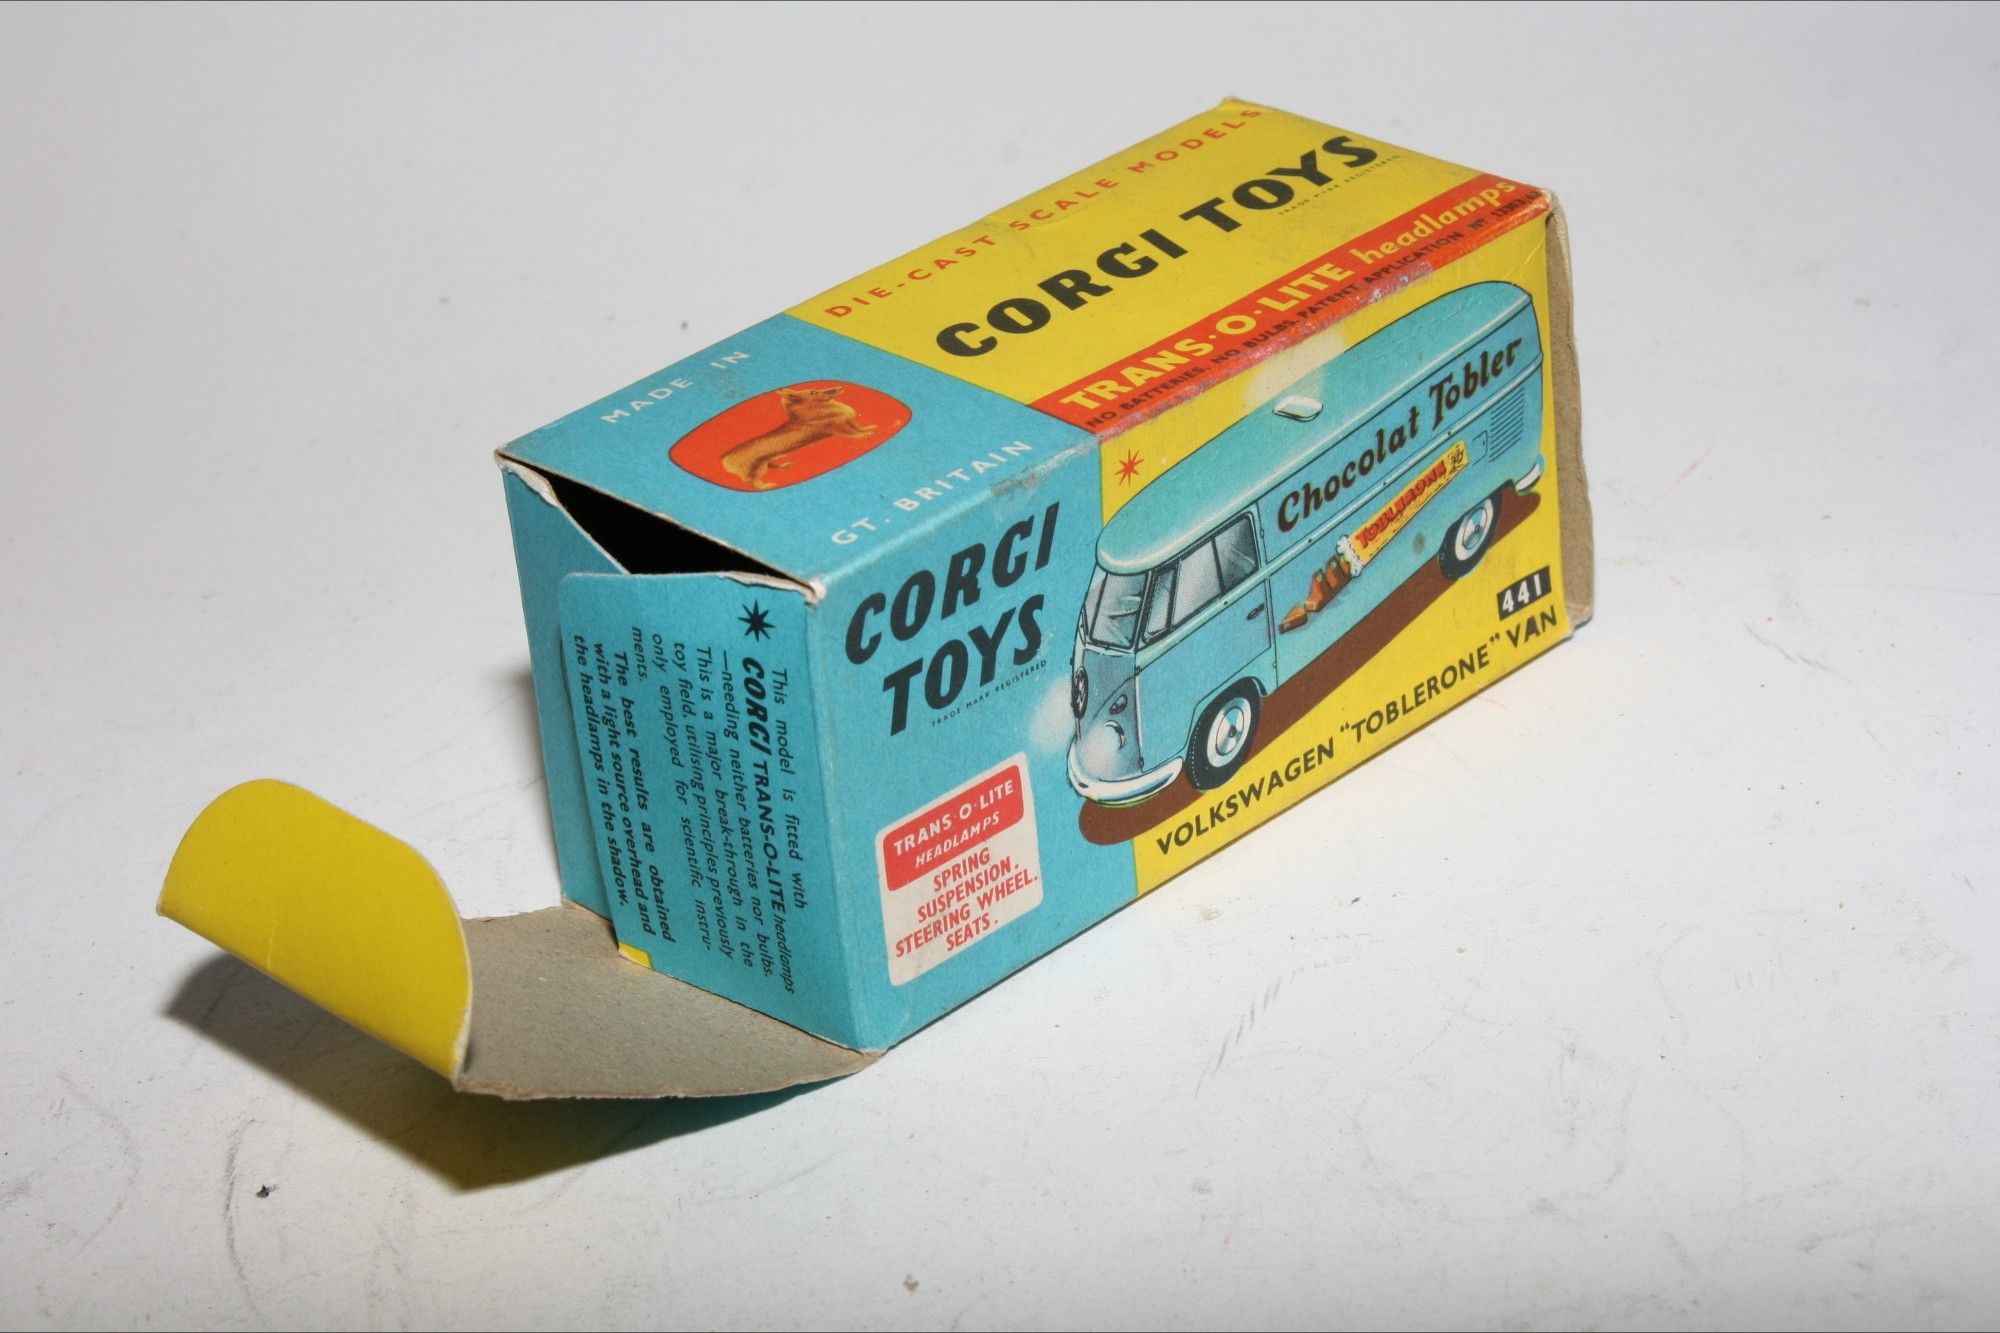 DIE-CAST SCALE MODELS
CORGI TOYS
TRADE MARK REGISTERED
TRANS·O·LITE headlamps
NO BATTERIES, NO BULBS. PATENT APPLICATION Nº
MADE IN
GT. BRITAIN
CORGI
TOYS
TRADE MARK REGISTERED
TRANS·O·LITE
HEADLAMPS
SPRING
SUSPENSION.
STEERING WHEEL.
SEATS.
Chocolat Tobler
TOBLERONE
441
VOLKSWAGEN "TOBLERONE" VAN
This model is fitted with
CORGI TRANS-O-LITE headlamps
—needing neither batteries nor bulbs.
This is a major break-through in the
toy field, utilising principles previously
only employed for scientific instru-
ments.
The best results are obtained
with a light source overhead and
the headlamps in the shadow.